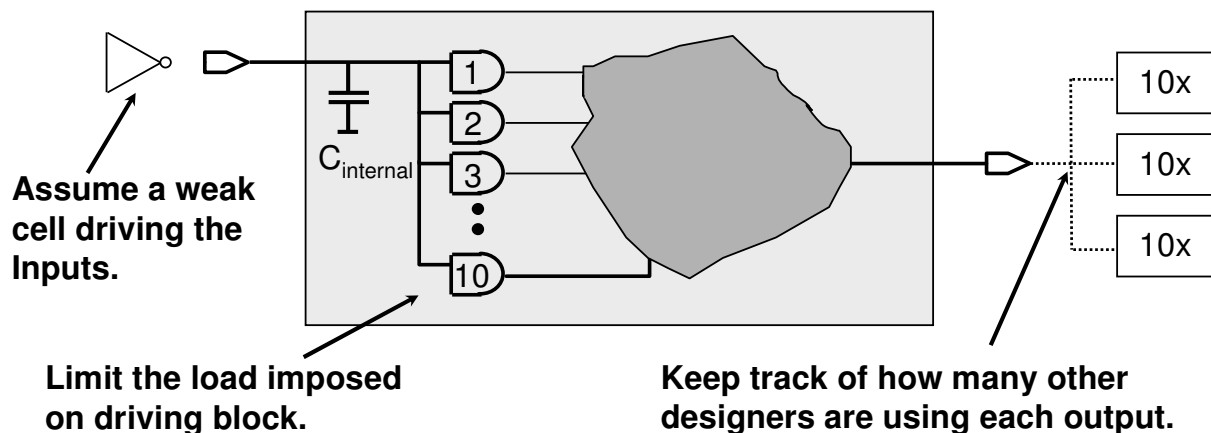 1
2
3
10
C_internal
10x
10x
10x
Assume a weak
cell driving the
Inputs.
Limit the load imposed
on driving block.
Keep track of how many other
designers are using each output.